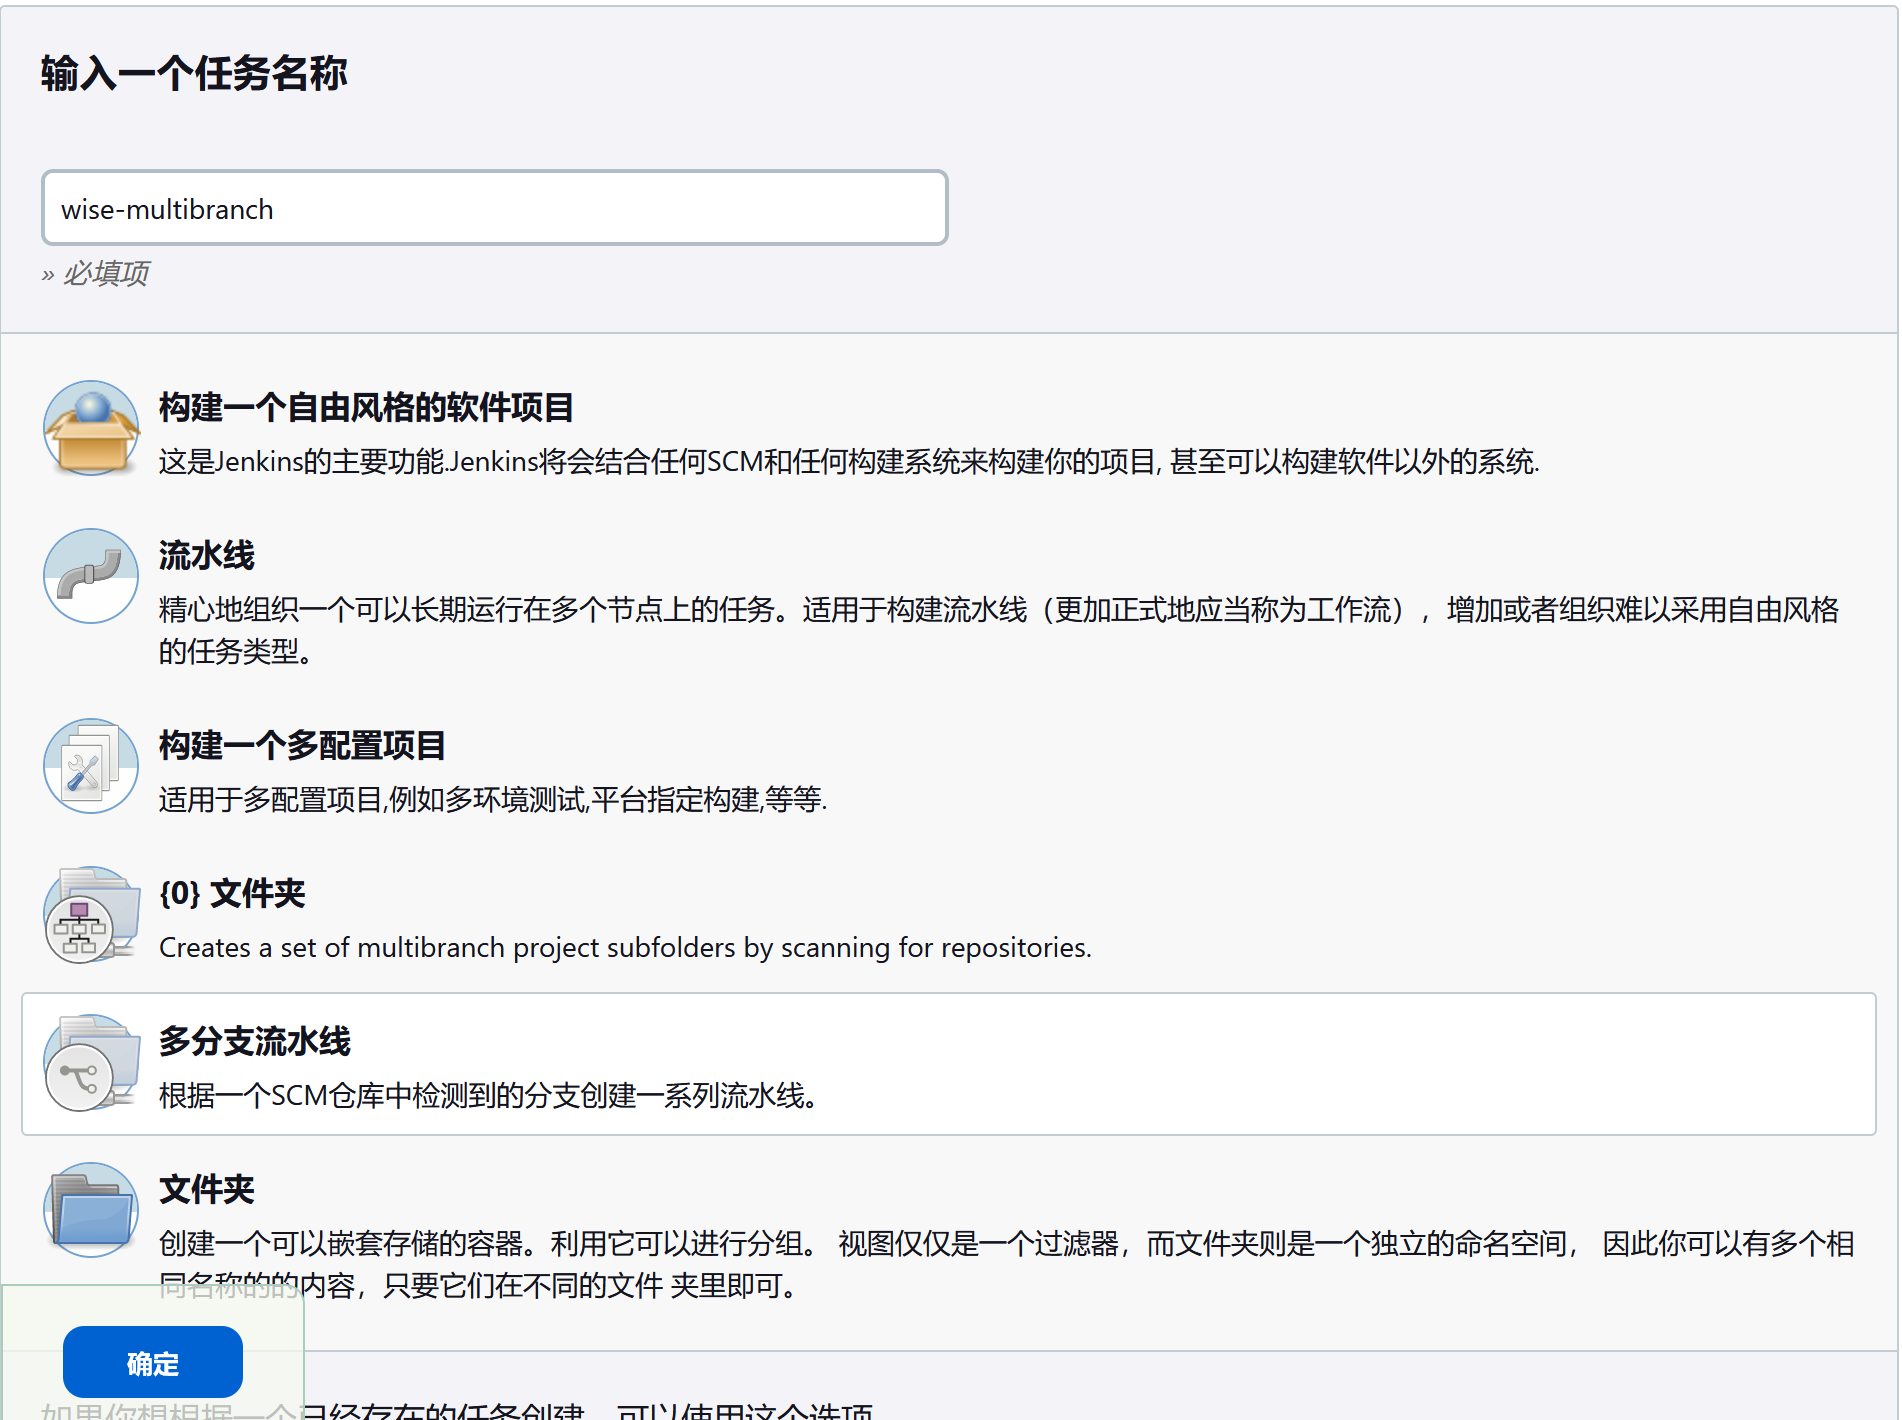 输入一个任务名称
wise-multibranch
» 必填项
构建一个自由风格的软件项目
这是Jenkins的主要功能.Jenkins将会结合任何SCM和任何构建系统来构建你的项目, 甚至可以构建软件以外的系统.
流水线
精心地组织一个可以长期运行在多个节点上的任务。适用于构建流水线（更加正式地应当称为工作流），增加或者组织难以采用自由风格
的任务类型。
构建一个多配置项目
适用于多配置项目,例如多环境测试,平台指定构建,等等.
{0} 文件夹
Creates a set of multibranch project subfolders by scanning for repositories.
多分支流水线
根据一个SCM仓库中检测到的分支创建一系列流水线。
文件夹
创建一个可以嵌套存储的容器。利用它可以进行分组。 视图仅仅是一个过滤器，而文件夹则是一个独立的命名空间， 因此你可以有多个相
同名称的的内容，只要它们在不同的文件 夹里即可。
确定
如果你想根据一个已经存在的任务创建，可以使用这个选项